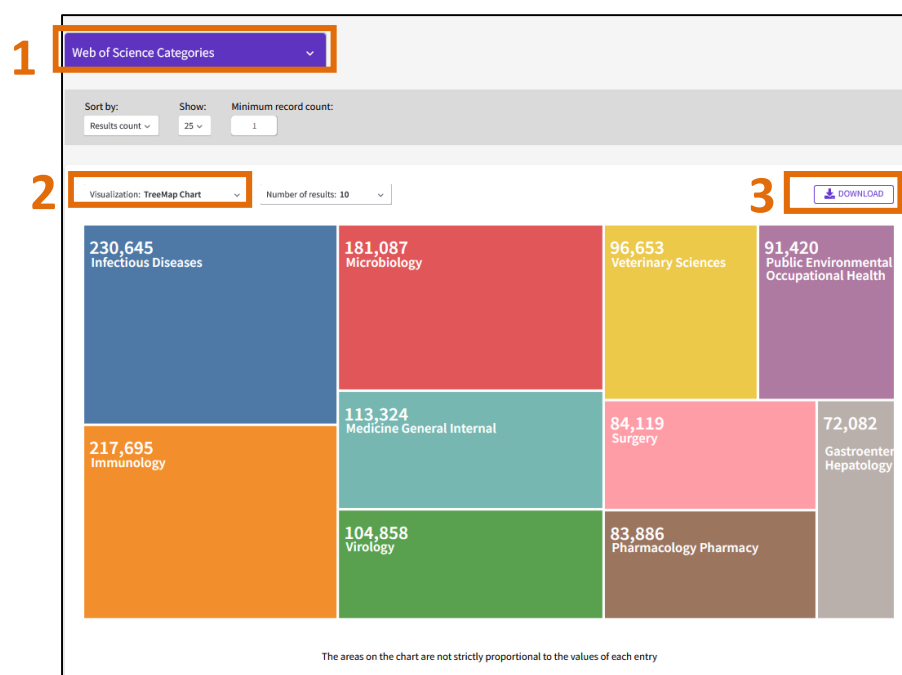 1
Web of Science Categories
Sort by:
Show:
Minimum record count:
Results count
25
1
2
Visualization: TreeMap Chart
Number of results: 10
3
DOWNLOAD
230,645
Infectious Diseases
181,087
Microbiology
96,653
Veterinary Sciences
91,420
Public Environmental
Occupational Health
113,324
Medicine General Internal
84,119
Surgery
72,082
Gastroenter
Hepatology
217,695
Immunology
104,858
Virology
83,886
Pharmacology Pharmacy
The areas on the chart are not strictly proportional to the values of each entry